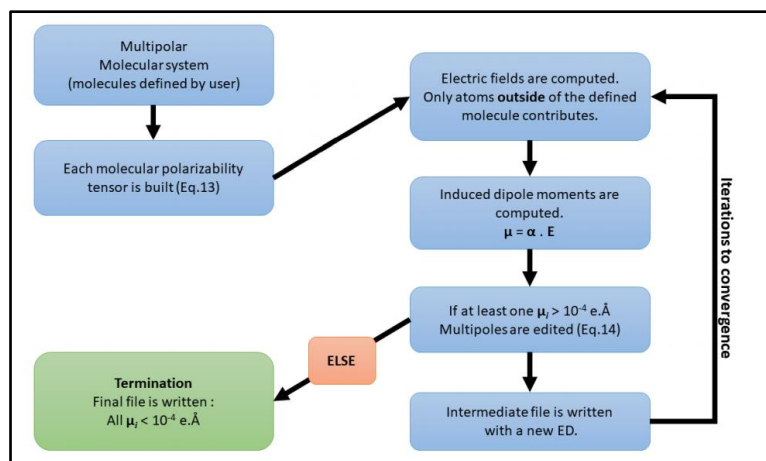 Multipolar
Molecular system
(molecules defined by user)
Each molecular polarizability
tensor is built (Eq.13)
Electric fields are computed.
Only atoms outside of the defined
molecule contributes.
Induced dipole moments are
computed.
μ = α . E
If at least one μᵢ > 10⁻⁴ e.Å
Multipoles are edited (Eq.14)
Intermediate file is written
with a new ED.
Iterations to convergence
ELSE
Termination
Final file is written :
All μᵢ < 10⁻⁴ e.Å